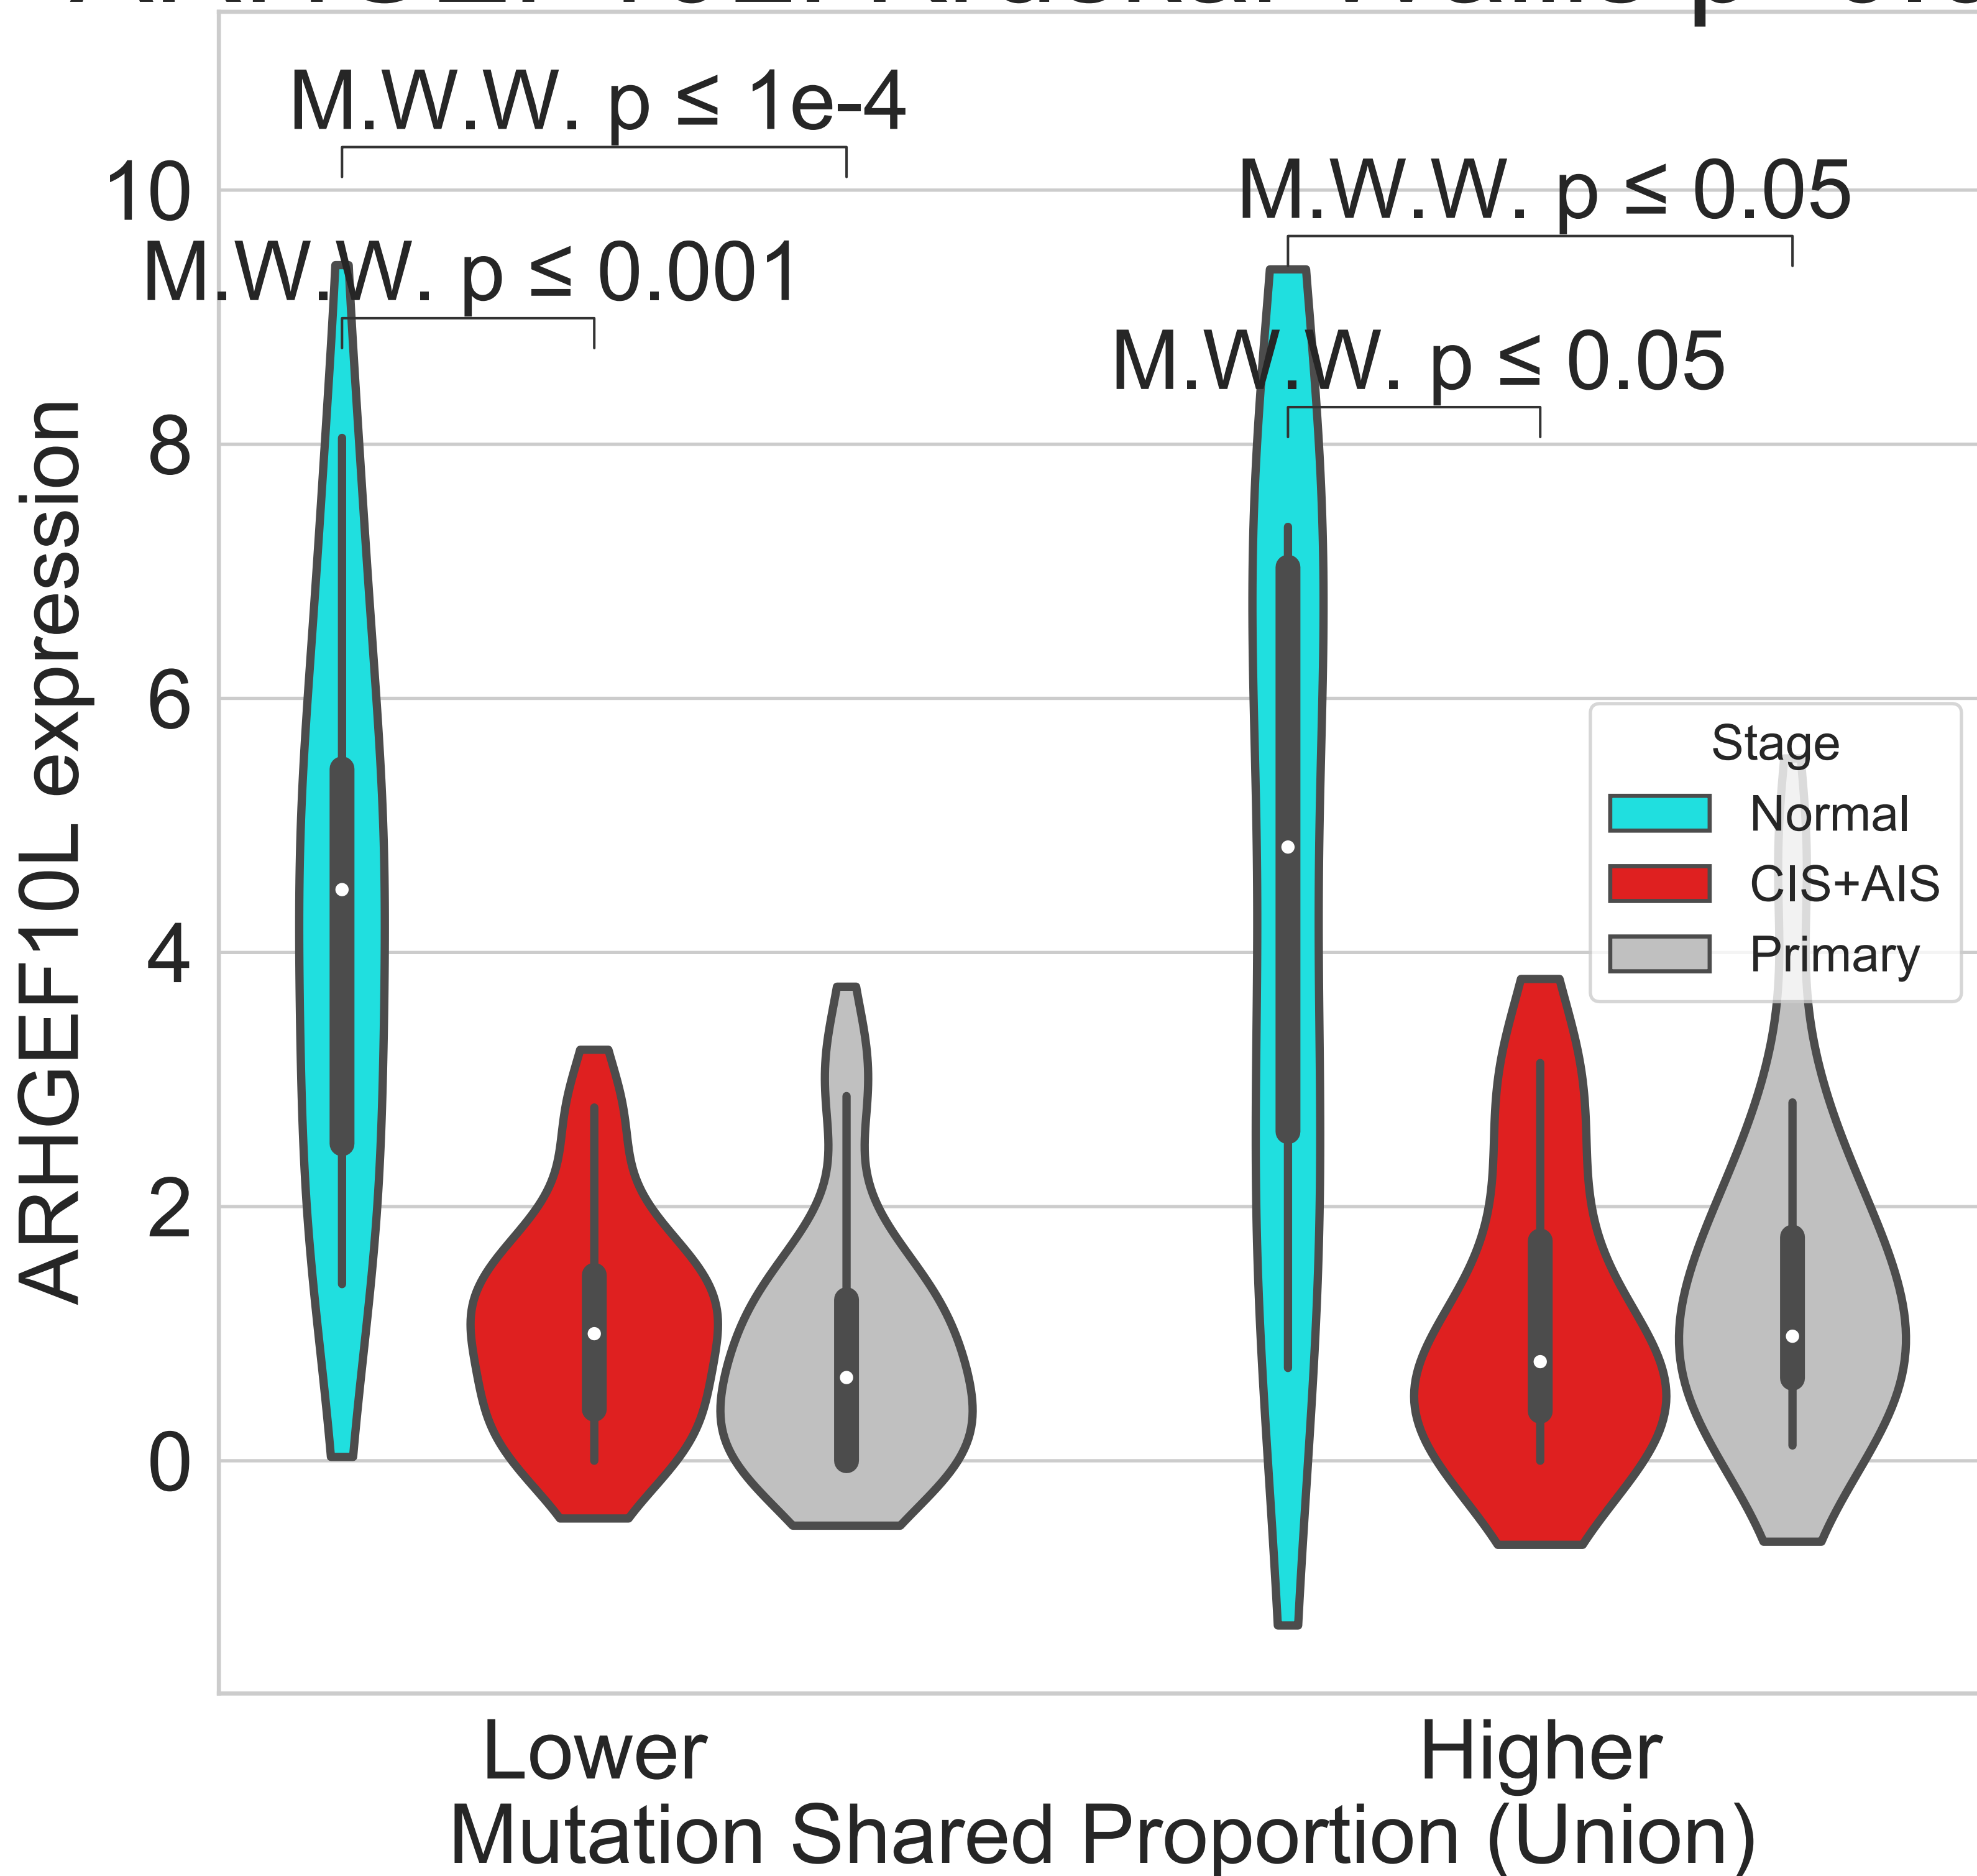 M.W.W. p ≤ 1e-4
10
M.W.W. p ≤ 0.05
M.W.W. p ≤ 0.001
M.W.W. p ≤ 0.05
8
6
4
2
0
ARHGEF10L expression
Stage
Normal
CIS+AIS
Primary
Lower
Higher
Mutation Shared Proportion (Union)